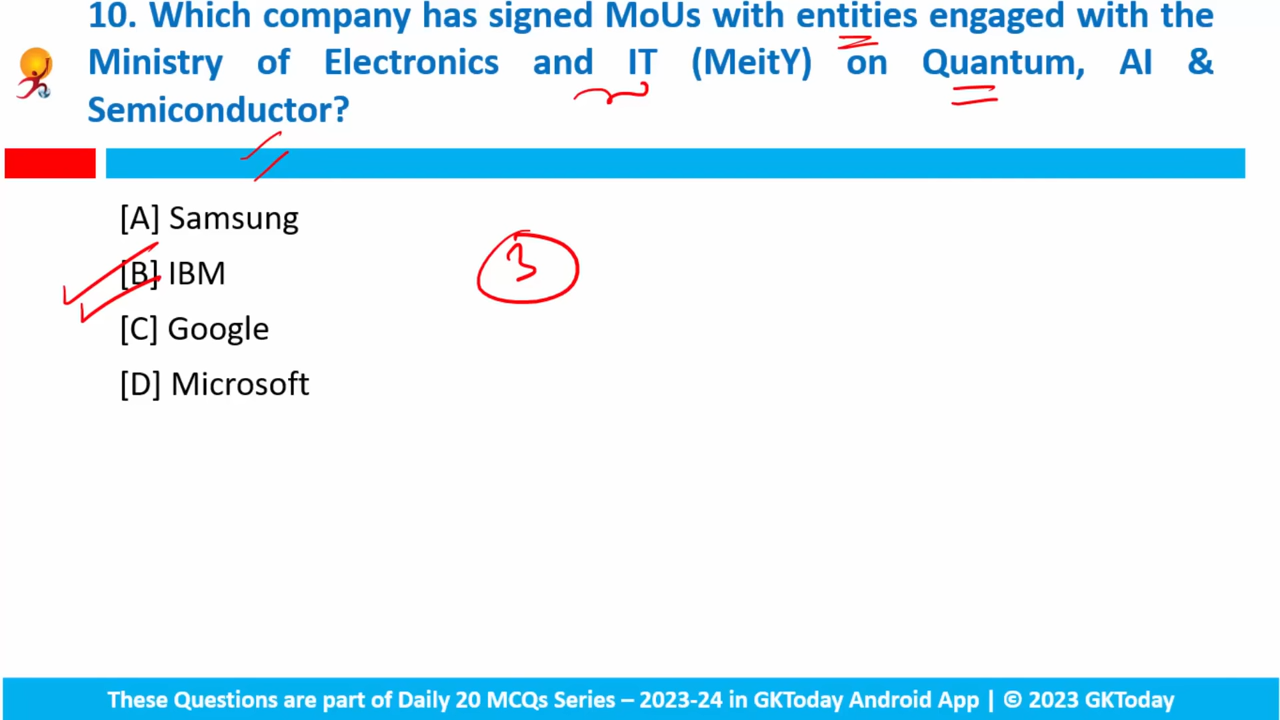 10. Which company has signed MoUs with entities engaged with the
Ministry of Electronics and IT (MeitY) on Quantum, AI &
Semiconductor?
[A] Samsung
[B] IBM
3
[C] Google
[D] Microsoft
These Questions are part of Daily 20 MCQs Series – 2023-24 in GKToday Android App | © 2023 GKToday